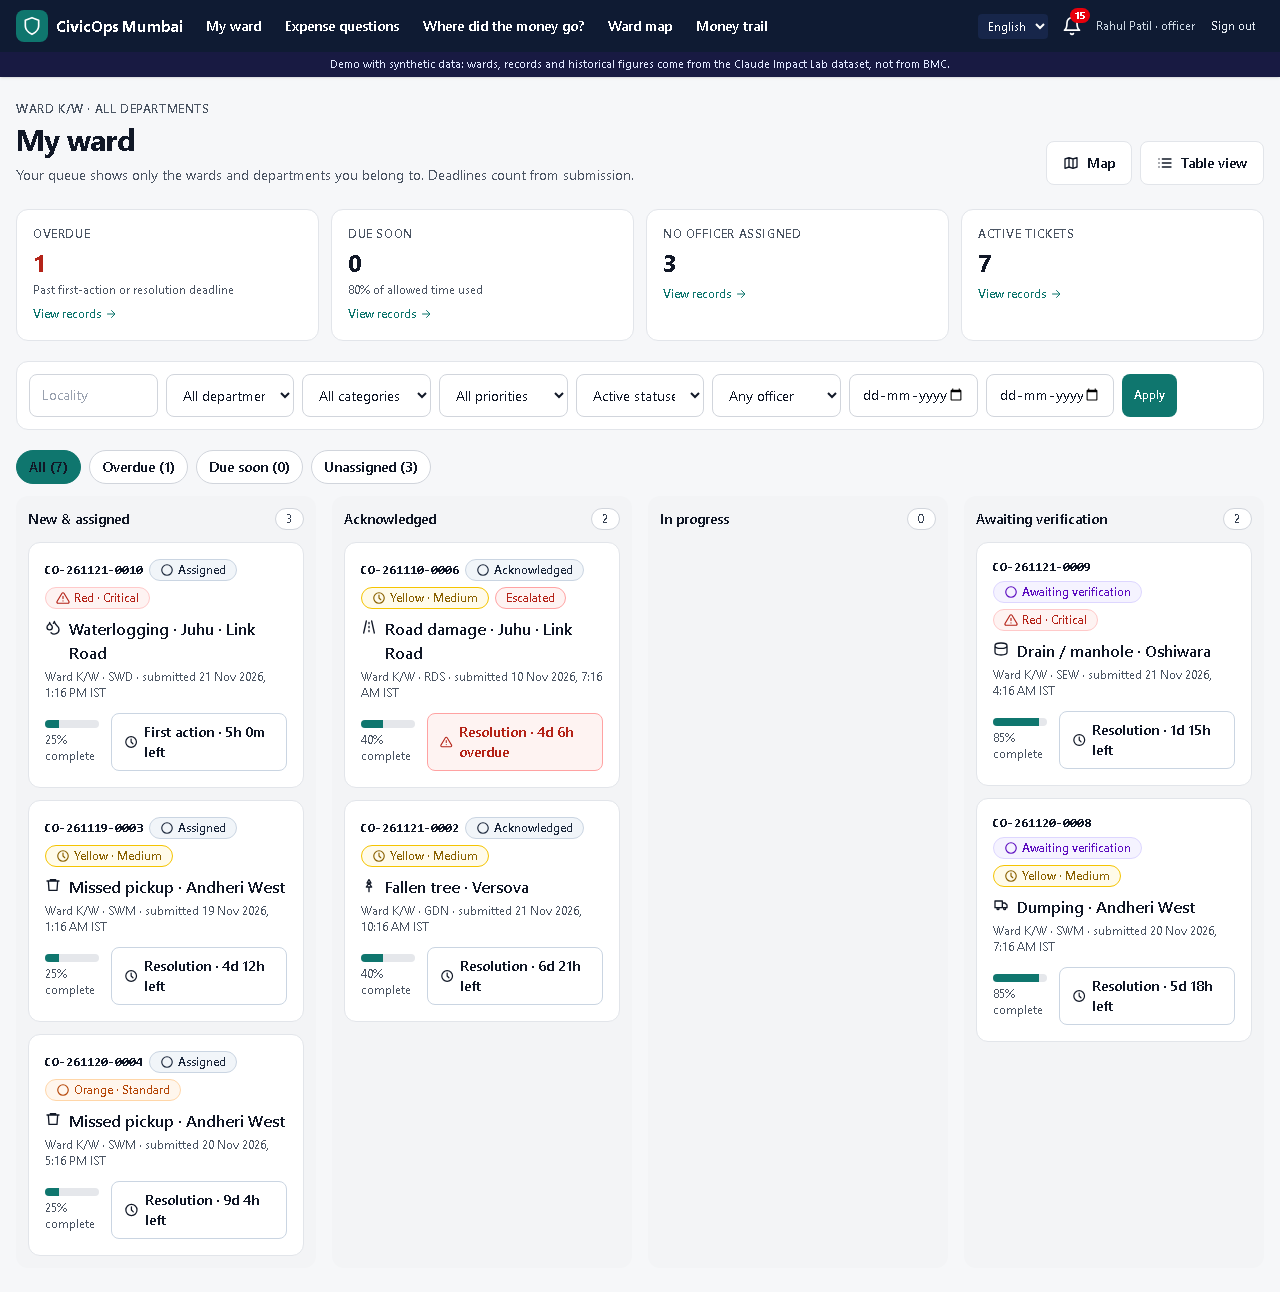 CivicOps Mumbai My ward Expense questions Where did the money go? Ward map Money trail English 15 Rahul Patil · officer Sign out
Demo with synthetic data: wards, records and historical figures come from the Claude Impact Lab dataset, not from BMC.
WARD K/W · ALL DEPARTMENTS
My ward
Your queue shows only the wards and departments you belong to. Deadlines count from submission.
Map Table view
OVERDUE
1
Past first-action or resolution deadline
View records →
DUE SOON
0
80% of allowed time used
View records →
NO OFFICER ASSIGNED
3
View records →
ACTIVE TICKETS
7
View records →
Locality All departmer All categories All priorities Active statuse Any officer dd-mm-yyyy dd-mm-yyyy Apply
All (7) Overdue (1) Due soon (0) Unassigned (3)
New & assigned 3
CO-261121-0010 Assigned
Red · Critical
Waterlogging · Juhu · Link
Road
Ward K/W · SWD · submitted 21 Nov 2026,
1:16 PM IST
25%
complete
First action · 5h 0m
left
CO-261119-0003 Assigned
Yellow · Medium
Missed pickup · Andheri West
Ward K/W · SWM · submitted 19 Nov 2026,
1:16 AM IST
25%
complete
Resolution · 4d 12h
left
CO-261120-0004 Assigned
Orange · Standard
Missed pickup · Andheri West
Ward K/W · SWM · submitted 20 Nov 2026,
5:16 PM IST
25%
complete
Resolution · 9d 4h
left
Acknowledged 2
CO-261110-0006 Acknowledged
Yellow · Medium Escalated
Road damage · Juhu · Link
Road
Ward K/W · RDS · submitted 10 Nov 2026, 7:16
AM IST
40%
complete
Resolution · 4d 6h
overdue
CO-261121-0002 Acknowledged
Yellow · Medium
Fallen tree · Versova
Ward K/W · GDN · submitted 21 Nov 2026,
10:16 AM IST
40%
complete
Resolution · 6d 21h
left
In progress 0
Awaiting verification 2
CO-261121-0009
Awaiting verification
Red · Critical
Drain / manhole · Oshiwara
Ward K/W · SEW · submitted 21 Nov 2026,
4:16 AM IST
85%
complete
Resolution · 1d 15h
left
CO-261120-0008
Awaiting verification
Yellow · Medium
Dumping · Andheri West
Ward K/W · SWM · submitted 20 Nov 2026,
7:16 AM IST
85%
complete
Resolution · 5d 18h
left